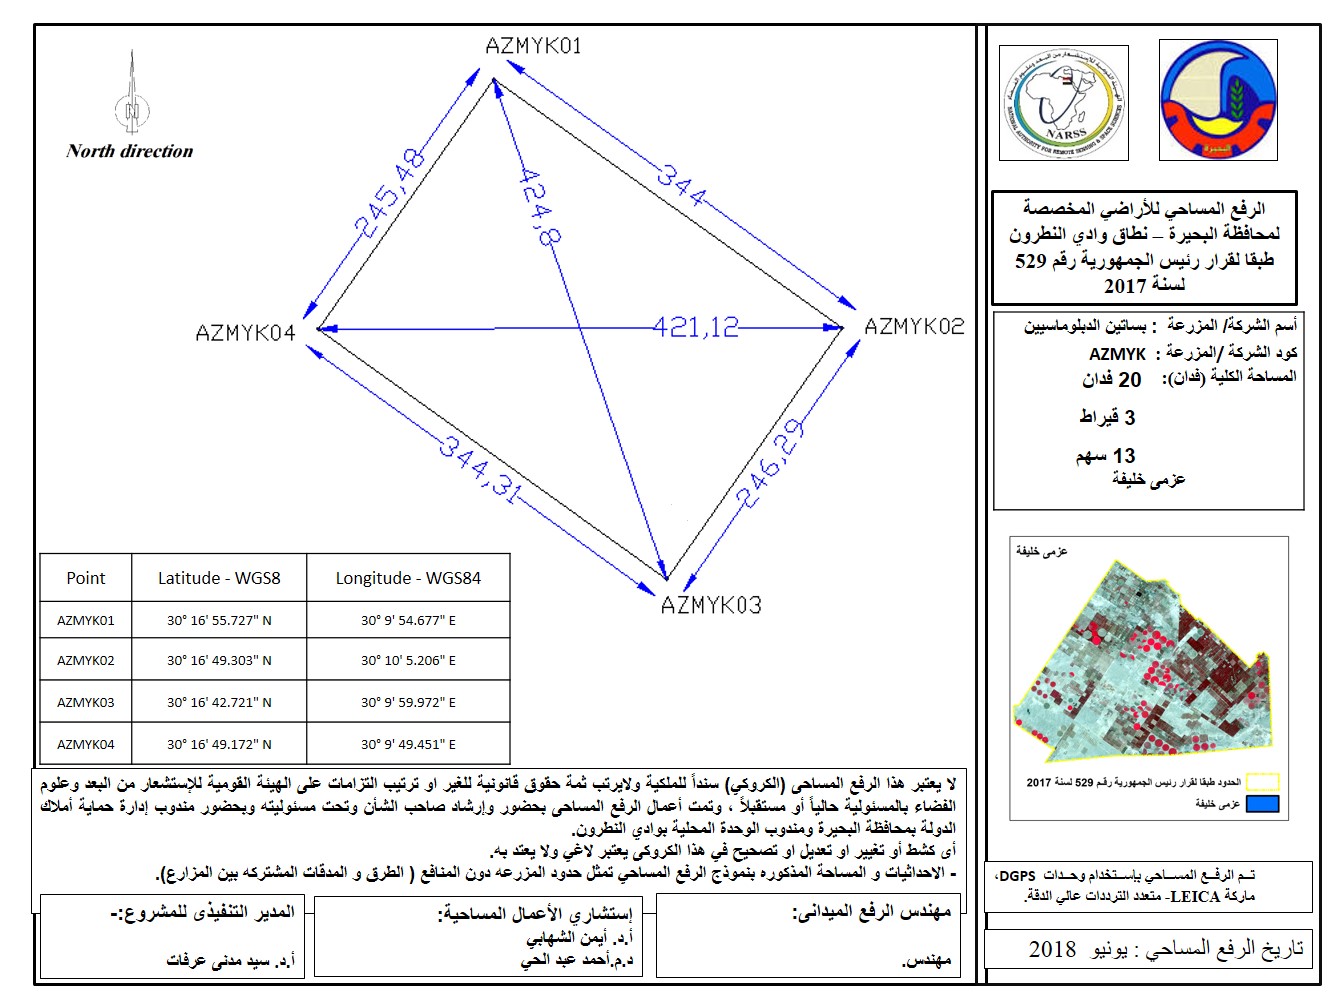 AZMYK01
North direction
245,48
344
424,8
421,12
AZMYK04
AZMYK02
344,31
246,29
AZMYK03
Point Latitude - WGS8 Longitude - WGS84
AZMYK01 30° 16' 55.727" N 30° 9' 54.677" E
AZMYK02 30° 16' 49.303" N 30° 10' 5.206" E
AZMYK03 30° 16' 42.721" N 30° 9' 59.972" E
AZMYK04 30° 16' 49.172" N 30° 9' 49.451" E
NARSS
NATIONAL AUTHORITY FOR REMOTE SENSING & SPACE SCIENCES
البحيرة
الرفع المساحي للأراضي المخصصة
لمحافظة البحيرة – نطاق وادي النطرون
طبقا لقرار رئيس الجمهورية رقم 529
لسنة 2017
أسم الشركة/ المزرعة : بساتين الدبلوماسيين
كود الشركة /المزرعة : AZMYK
المساحة الكلية (فدان): 20 فدان
3 قيراط
13 سهم
عزمى خليفة
عزمى خليفة
الحدود طبقا لقرار رئيس الجمهورية رقم 529 لسنة 2017
عزمى خليفة
لا يعتبر هذا الرفع المساحى (الكروكي) سنداً للملكية ولايرتب ثمة حقوق قانونية للغير او ترتيب التزامات على الهيئة القومية للإستشعار من البعد وعلوم
الفضاء بالمسئولية حالياً أو مستقبلاً ، وتمت أعمال الرفع المساحى بحضور وإرشاد صاحب الشأن وتحت مسئوليته وبحضور مندوب إدارة حماية أملاك
الدولة بمحافظة البحيرة ومندوب الوحدة المحلية بوادي النطرون.
أى كشط أو تغيير او تعديل او تصحيح في هذا الكروكى يعتبر لاغي ولا يعتد به.
- الاحداثيات و المساحة المذكوره بنموذج الرفع المساحي تمثل حدود المزرعه دون المنافع ( الطرق و المدقات المشتركه بين المزارع).
تـم الرفـع المسـاحي بإسـتخدام وحـدات DGPS،
ماركة LEICA- متعدد الترددات عالي الدقة.
مهندس الرفع الميدانى:
مهندس.
إستشاري الأعمال المساحية:
أ.د. أيمن الشهابي
د.م.أحمد عبد الحي
المدير التنفيذى للمشروع:-
أ.د. سيد مدنى عرفات
تاريخ الرفع المساحي : يونيو 2018